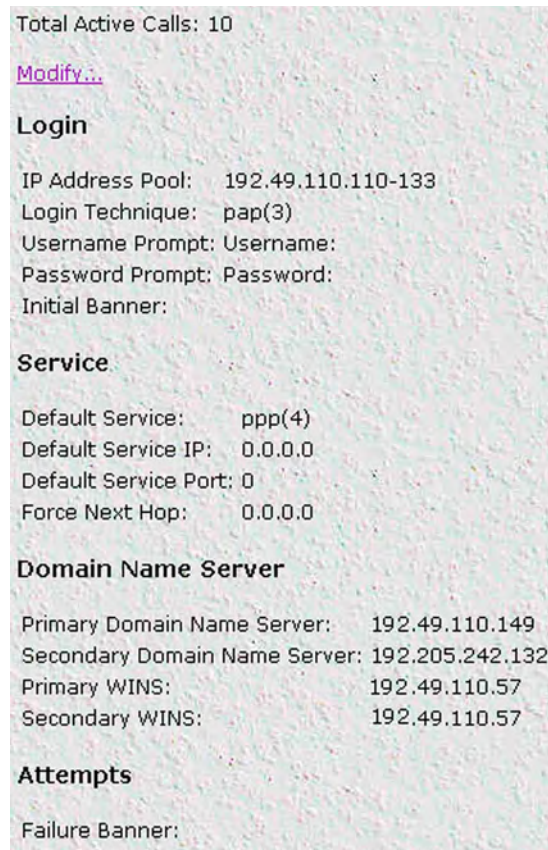 Total Active Calls: 10
Modify...
Login
IP Address Pool: 192.49.110.110-133
Login Technique: pap(3)
Username Prompt: Username:
Password Prompt: Password:
Initial Banner:
Service
Default Service: ppp(4)
Default Service IP: 0.0.0.0
Default Service Port: 0
Force Next Hop: 0.0.0.0
Domain Name Server
Primary Domain Name Server: 192.49.110.149
Secondary Domain Name Server: 192.205.242.132
Primary WINS: 192.49.110.57
Secondary WINS: 192.49.110.57
Attempts
Failure Banner: